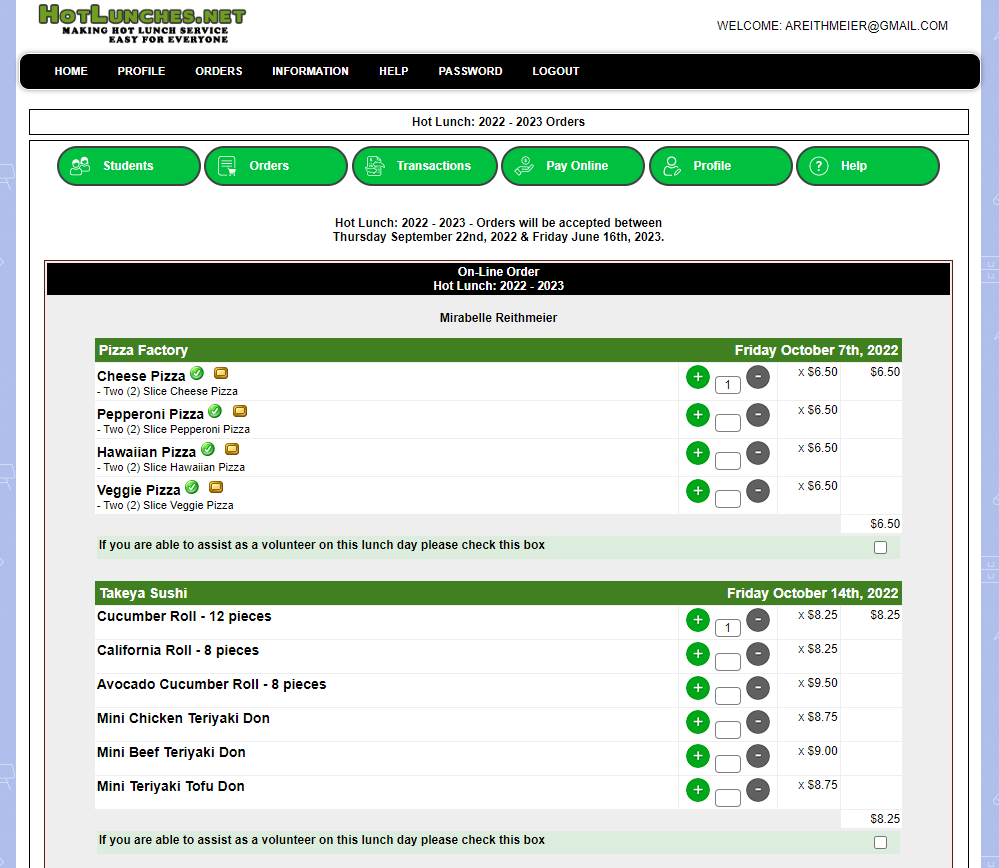 HOTLUNCHES.NET
MAKING HOT LUNCH SERVICE
EASY FOR EVERYONE
WELCOME: AREITHMEIER@GMAIL.COM
HOME PROFILE ORDERS INFORMATION HELP PASSWORD LOGOUT
Hot Lunch: 2022 - 2023 Orders
Students Orders Transactions Pay Online Profile ? Help
Hot Lunch: 2022 - 2023 - Orders will be accepted between
Thursday September 22nd, 2022 & Friday June 16th, 2023.
On-Line Order
Hot Lunch: 2022 - 2023
Mirabelle Reithmeier
Pizza Factory Friday October 7th, 2022
Cheese Pizza + 1 - x $6.50 $6.50
- Two (2) Slice Cheese Pizza
Pepperoni Pizza + - x $6.50
- Two (2) Slice Pepperoni Pizza
Hawaiian Pizza + - x $6.50
- Two (2) Slice Hawaiian Pizza
Veggie Pizza + - x $6.50
- Two (2) Slice Veggie Pizza
$6.50
If you are able to assist as a volunteer on this lunch day please check this box
Takeya Sushi Friday October 14th, 2022
Cucumber Roll - 12 pieces + 1 - x $8.25 $8.25
California Roll - 8 pieces + - x $8.25
Avocado Cucumber Roll - 8 pieces + - x $9.50
Mini Chicken Teriyaki Don + - x $8.75
Mini Beef Teriyaki Don + - x $9.00
Mini Teriyaki Tofu Don + - x $8.75
$8.25
If you are able to assist as a volunteer on this lunch day please check this box